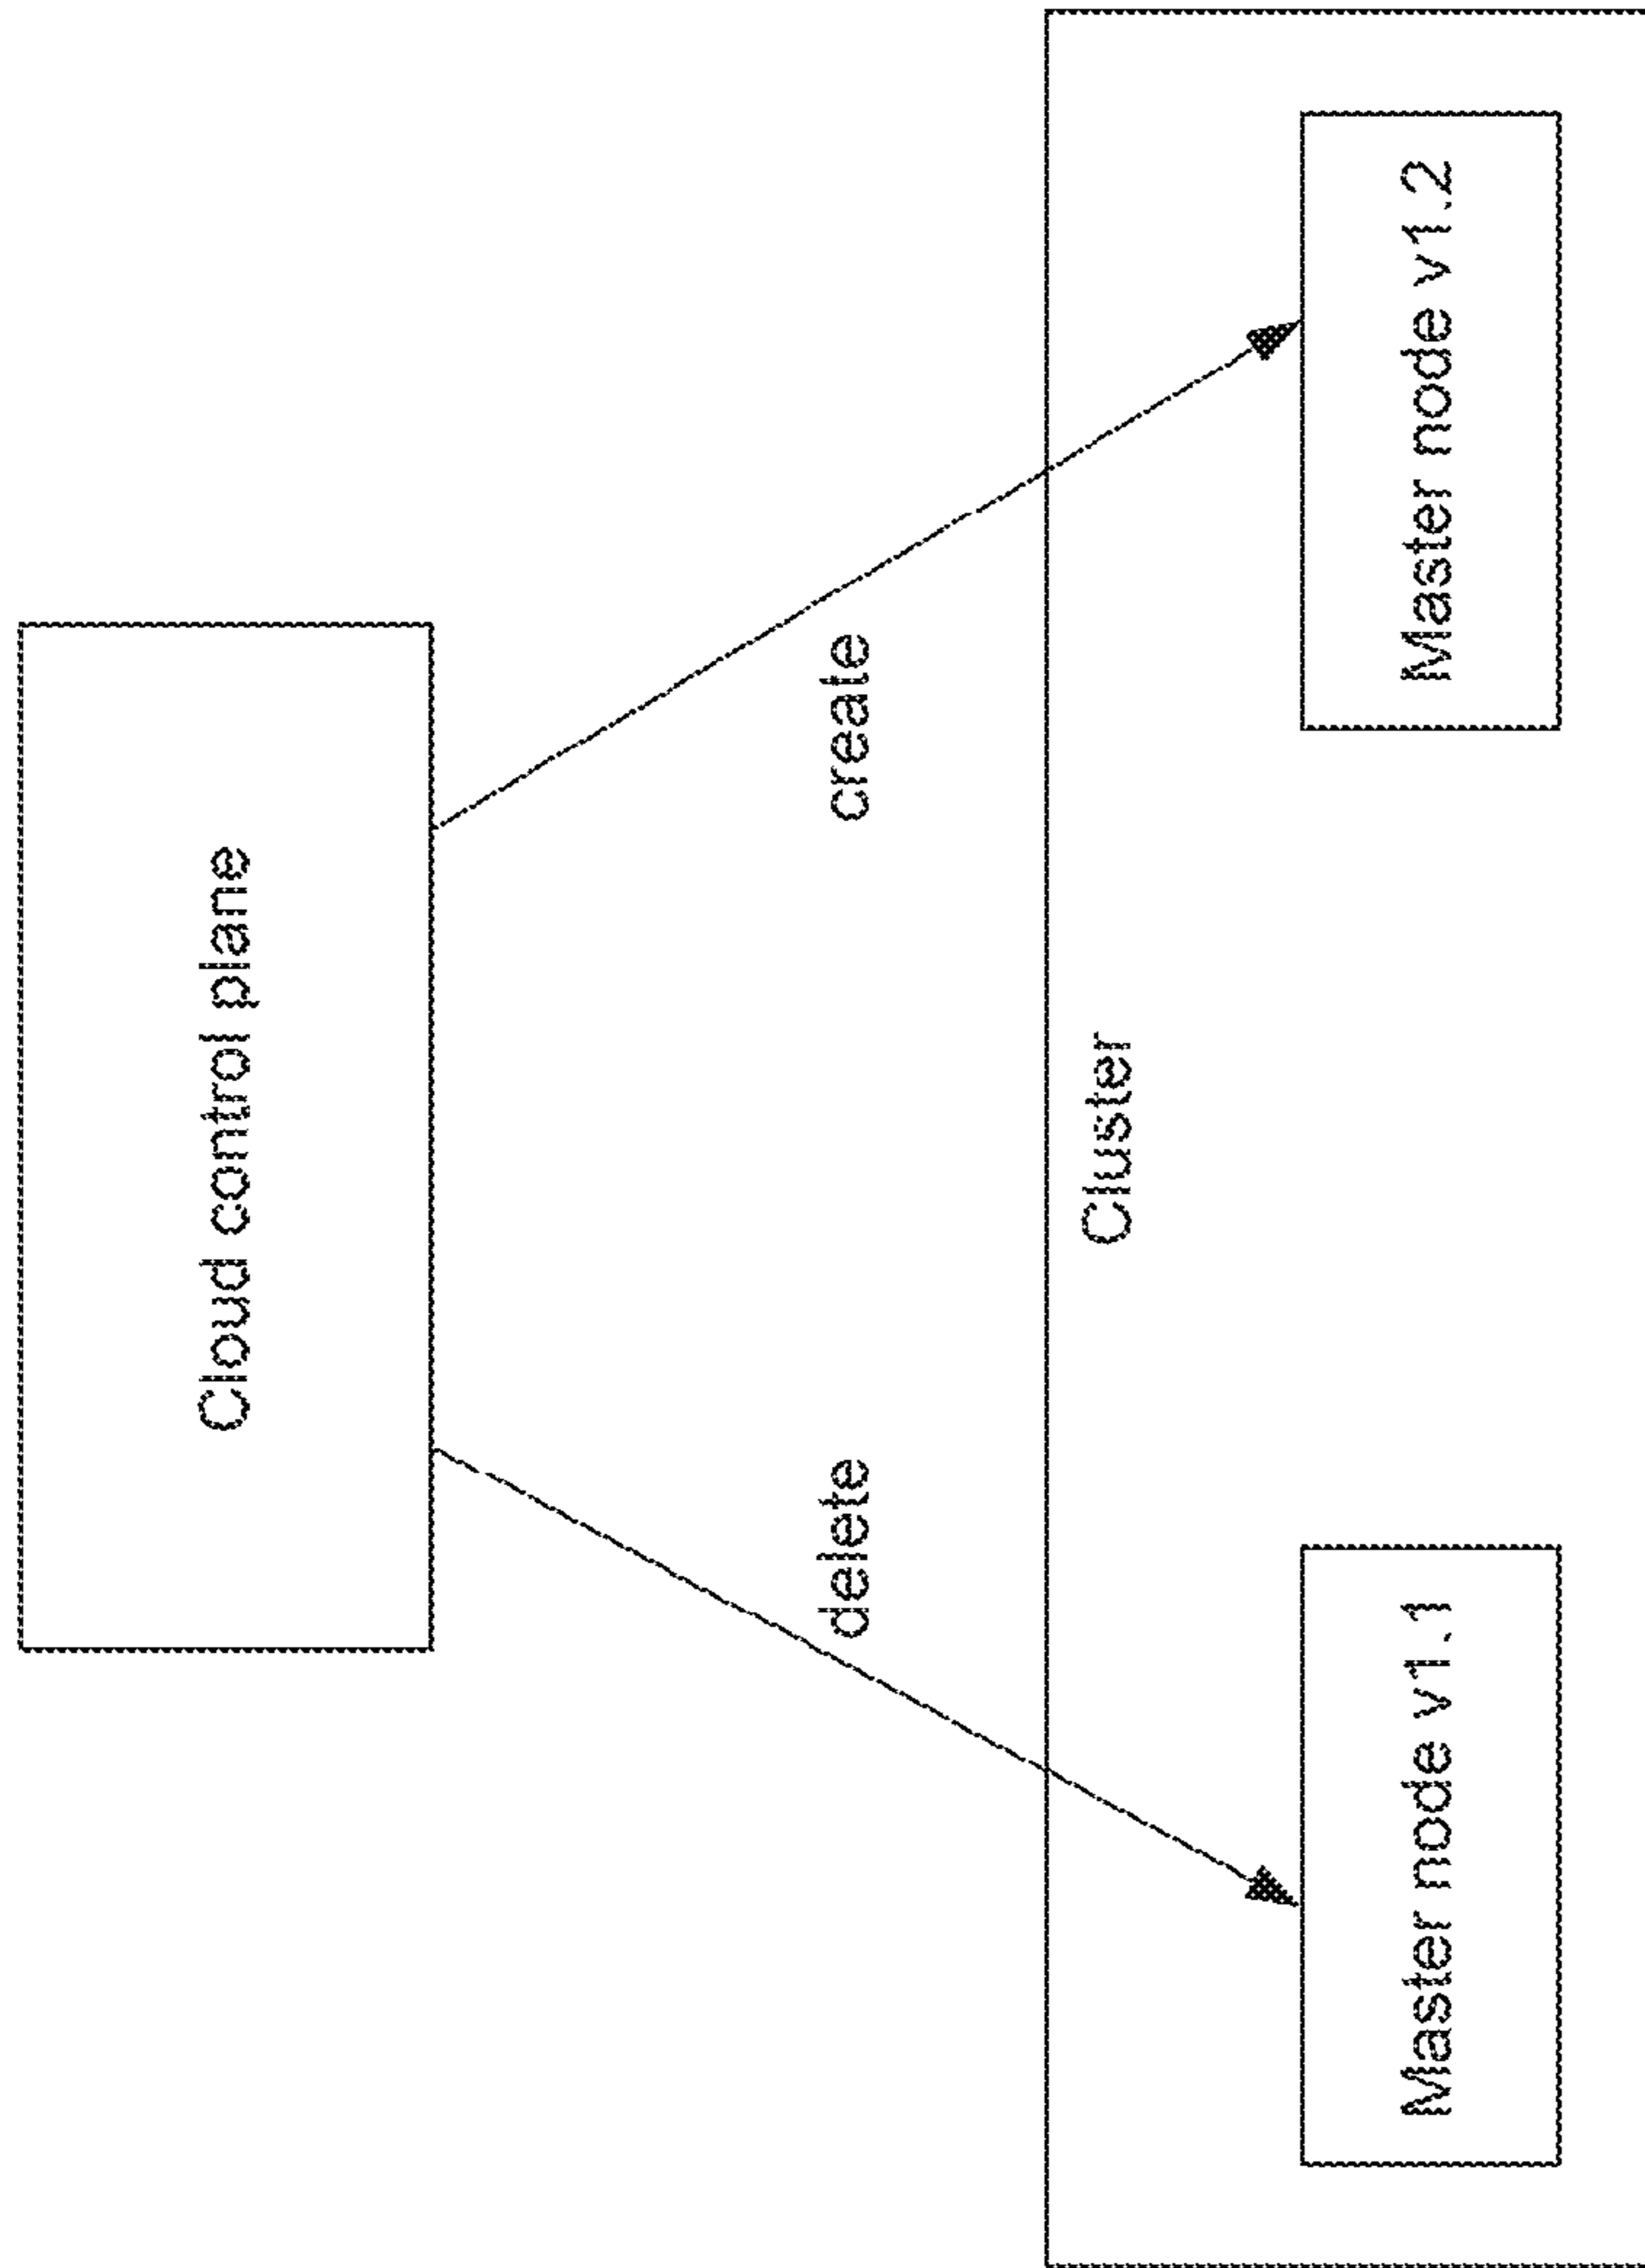 Cloud control plane
delete
create
Cluster
Master node v1.1
Master node v1.2